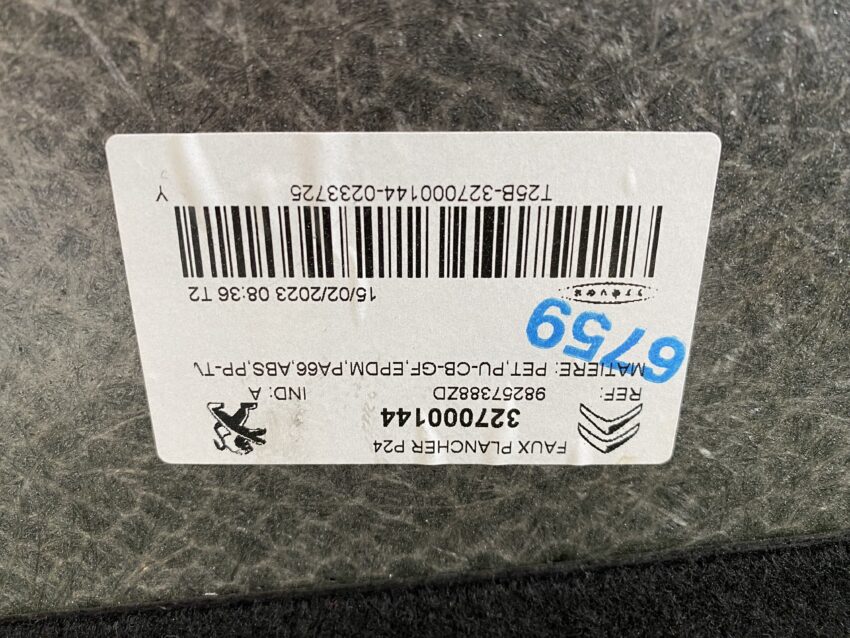 FAUX PLANCHER P24
327000144
REF: 98257388ZD IND: A
MATIERE: PET,PU-CB-GF,EPDM,PA66,ABS,PP-TV
6759
treves
15/02/2023 08:36 T2
T25B-327000144-0233725 Y